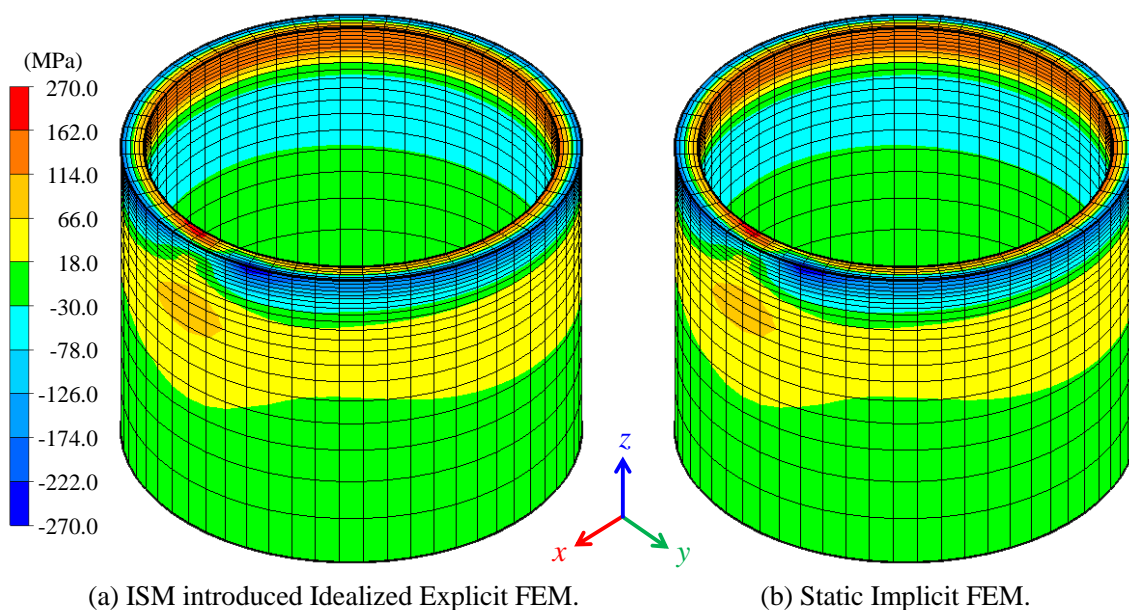 (MPa)
270.0
162.0
114.0
66.0
18.0
-30.0
-78.0
-126.0
-174.0
-222.0
-270.0
z
x
y
(a) ISM introduced Idealized Explicit FEM.
(b) Static Implicit FEM.